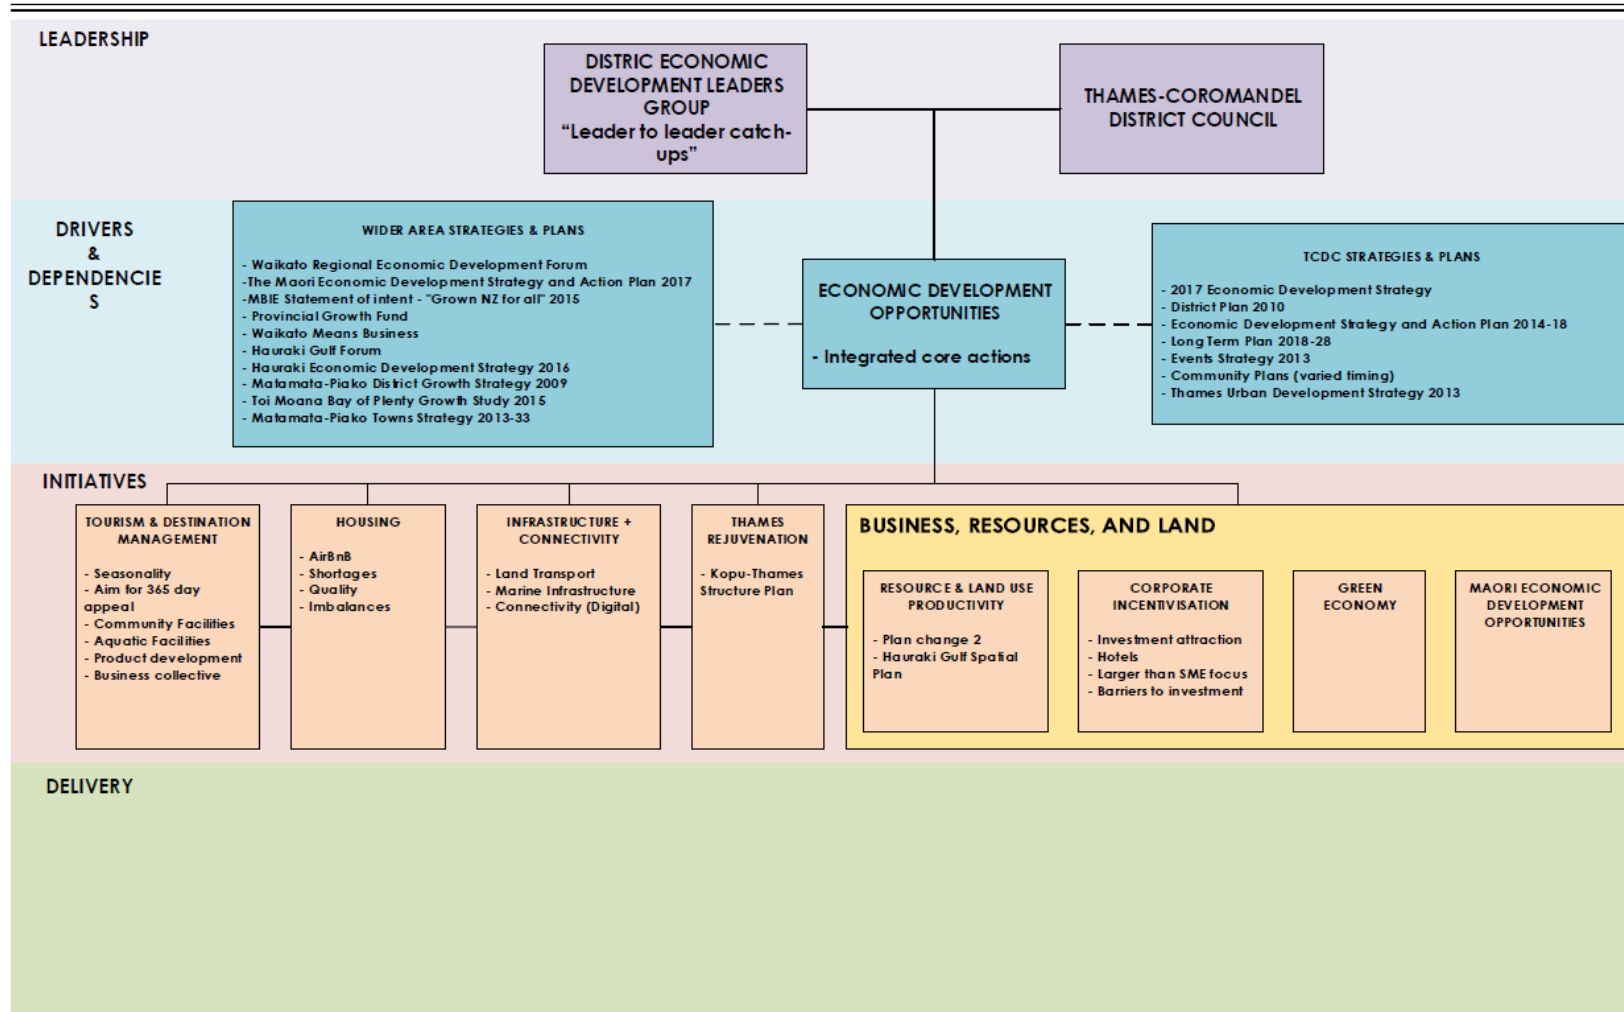 LEADERSHIP
DISTRIC ECONOMIC
DEVELOPMENT LEADERS
GROUP
“Leader to leader catch-
ups”
THAMES-COROMANDEL
DISTRICT COUNCIL
DRIVERS
&
DEPENDENCIE
S
WIDER AREA STRATEGIES & PLANS
- Waikato Regional Economic Development Forum
-The Maori Economic Development Strategy and Action Plan 2017
-MBIE Statement of intent - "Grown NZ for all" 2015
- Provincial Growth Fund
- Waikato Means Business
- Hauraki Gulf Forum
- Hauraki Economic Development Strategy 2016
- Matamata-Piako District Growth Strategy 2009
- Toi Moana Bay of Plenty Growth Study 2015
- Matamata-Piako Towns Strategy 2013-33
ECONOMIC DEVELOPMENT
OPPORTUNITIES
- Integrated core actions
TCDC STRATEGIES & PLANS
- 2017 Economic Development Strategy
- District Plan 2010
- Economic Development Strategy and Action Plan 2014-18
- Long Term Plan 2018-28
- Events Strategy 2013
- Community Plans (varied timing)
- Thames Urban Development Strategy 2013
INITIATIVES
TOURISM & DESTINATION
MANAGEMENT
- Seasonality
- Aim for 365 day
appeal
- Community Facilities
- Aquatic Facilities
- Product development
- Business collective
HOUSING
- AirBnB
- Shortages
- Quality
- Imbalances
INFRASTRUCTURE +
CONNECTIVITY
- Land Transport
- Marine Infrastructure
- Connectivity (Digital)
THAMES
REJUVENATION
- Kopu-Thames
Structure Plan
BUSINESS, RESOURCES, AND LAND
RESOURCE & LAND USE
PRODUCTIVITY
- Plan change 2
- Hauraki Gulf Spatial
Plan
CORPORATE
INCENTIVISATION
- Investment attraction
- Hotels
- Larger than SME focus
- Barriers to investment
GREEN
ECONOMY
MAORI ECONOMIC
DEVELOPMENT
OPPORTUNITIES
DELIVERY